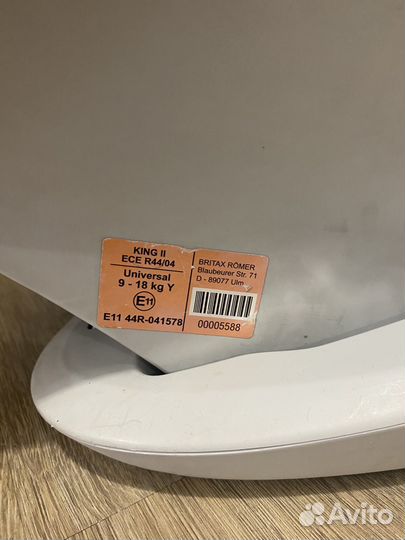 KING II
ECE R44/04
Universal
9 - 18 kg Y
E11
E11 44R-041578
BRITAX RÖMER
Blaubeurer Str. 71
D - 89077 Ulm
00005588
Avito